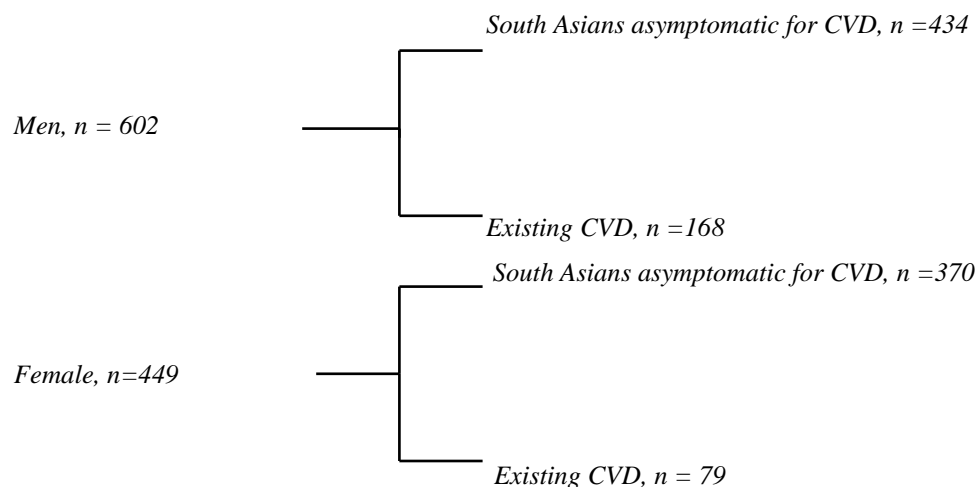 South Asians asymptomatic for CVD, n =434
Men, n = 602
Existing CVD, n =168
South Asians asymptomatic for CVD, n =370
Female, n=449
Existing CVD, n = 79